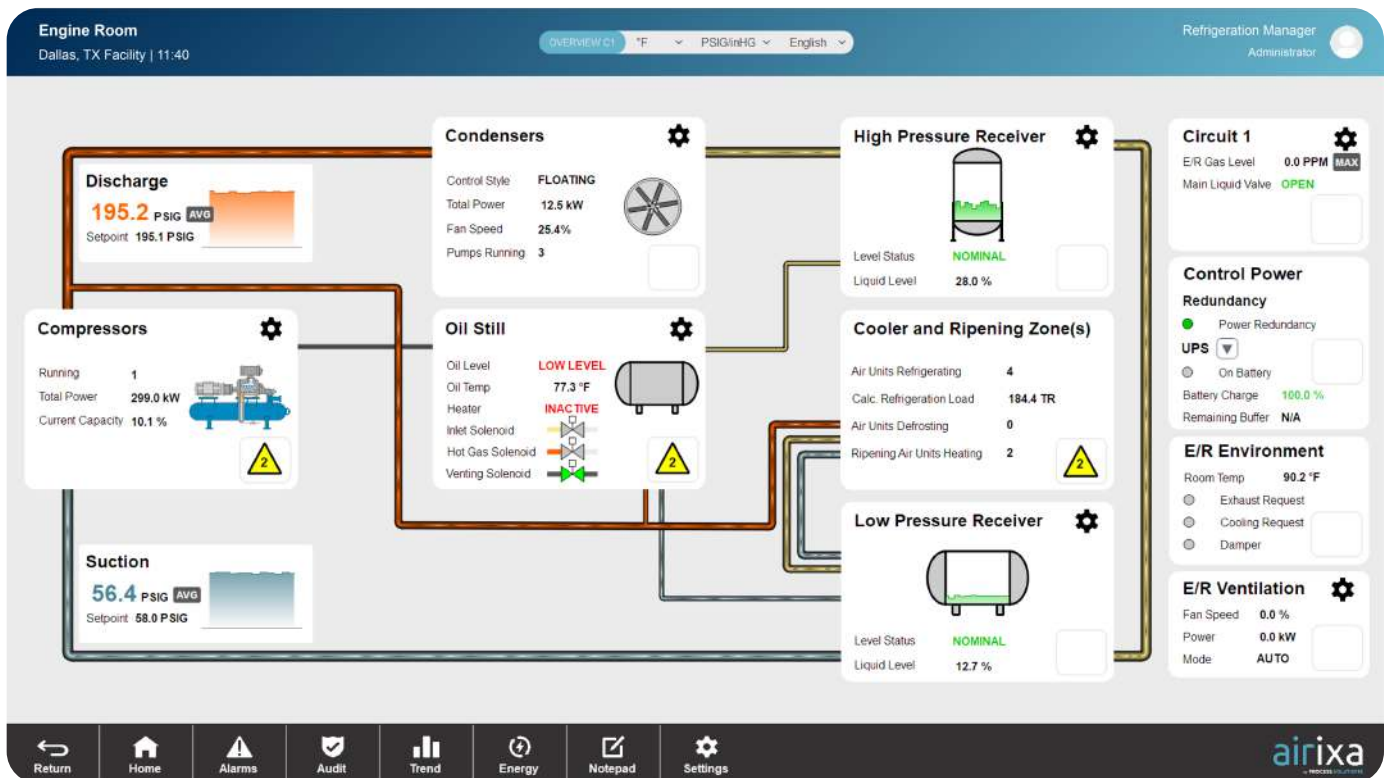 Engine Room
Dallas, TX Facility | 11:40
OVERVIEW C1 °F PSIG/inHG English
Refrigeration Manager
Administrator
Discharge
195.2 PSIG AVG
Setpoint 195.1 PSIG
Condensers
Control Style FLOATING
Total Power 12.5 kW
Fan Speed 25.4%
Pumps Running 3
High Pressure Receiver
Level Status NOMINAL
Liquid Level 28.0 %
Circuit 1
E/R Gas Level 0.0 PPM MAX
Main Liquid Valve OPEN
Compressors
Running 1
Total Power 299.0 kW
Current Capacity 10.1 %
2
Oil Still
Oil Level LOW LEVEL
Oil Temp 77.3 °F
Heater INACTIVE
Inlet Solenoid
Hot Gas Solenoid
Venting Solenoid
2
Cooler and Ripening Zone(s)
Air Units Refrigerating 4
Calc. Refrigeration Load 184.4 TR
Air Units Defrosting 0
Ripening Air Units Heating 2
2
Control Power
Redundancy
Power Redundancy
UPS
On Battery
Battery Charge 100.0 %
Remaining Buffer N/A
E/R Environment
Room Temp 90.2 °F
Exhaust Request
Cooling Request
Damper
Suction
56.4 PSIG AVG
Setpoint 58.0 PSIG
Low Pressure Receiver
Level Status NOMINAL
Liquid Level 12.7 %
E/R Ventilation
Fan Speed 0.0 %
Power 0.0 kW
Mode AUTO
Return Home Alarms Audit Trend Energy Notepad Settings
airixa
PROCESS SOLUTIONS